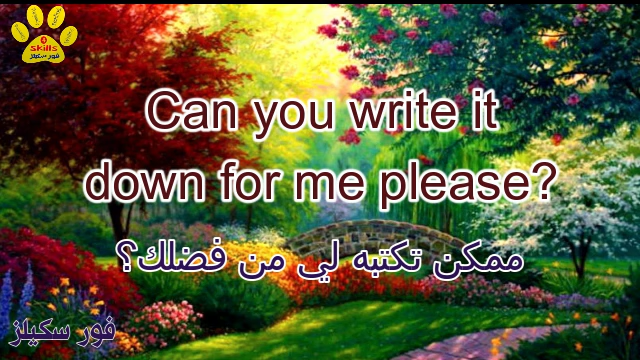 4
skills
فور سكيلز
Can you write it
down for me please?
ممكن تكتبه لي من فضلك؟
فور سكيلز